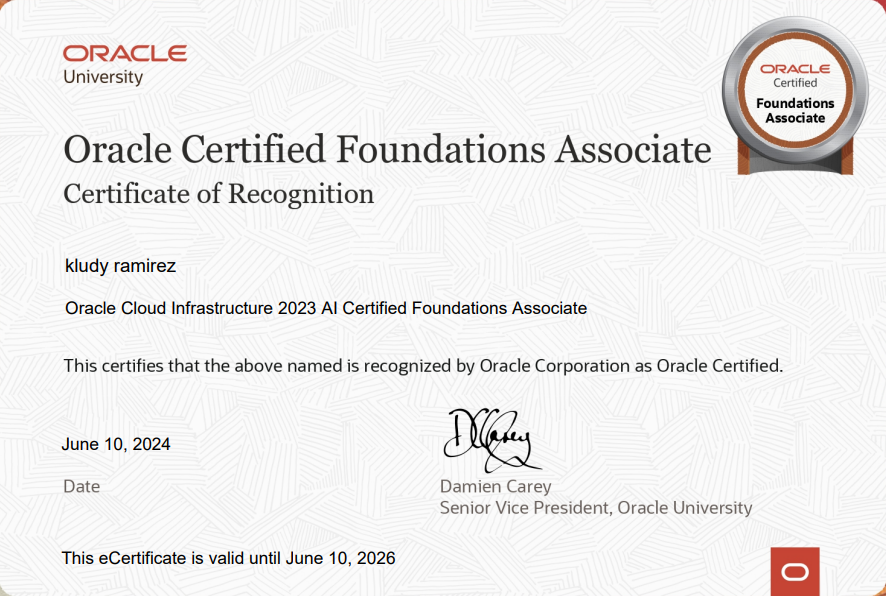 ORACLE
University
ORACLE
Certified
Foundations
Associate
Oracle Certified Foundations Associate
Certificate of Recognition
kludy ramirez
Oracle Cloud Infrastructure 2023 AI Certified Foundations Associate
This certifies that the above named is recognized by Oracle Corporation as Oracle Certified.
June 10, 2024
DCarey
Date
Damien Carey
Senior Vice President, Oracle University
This eCertificate is valid until June 10, 2026